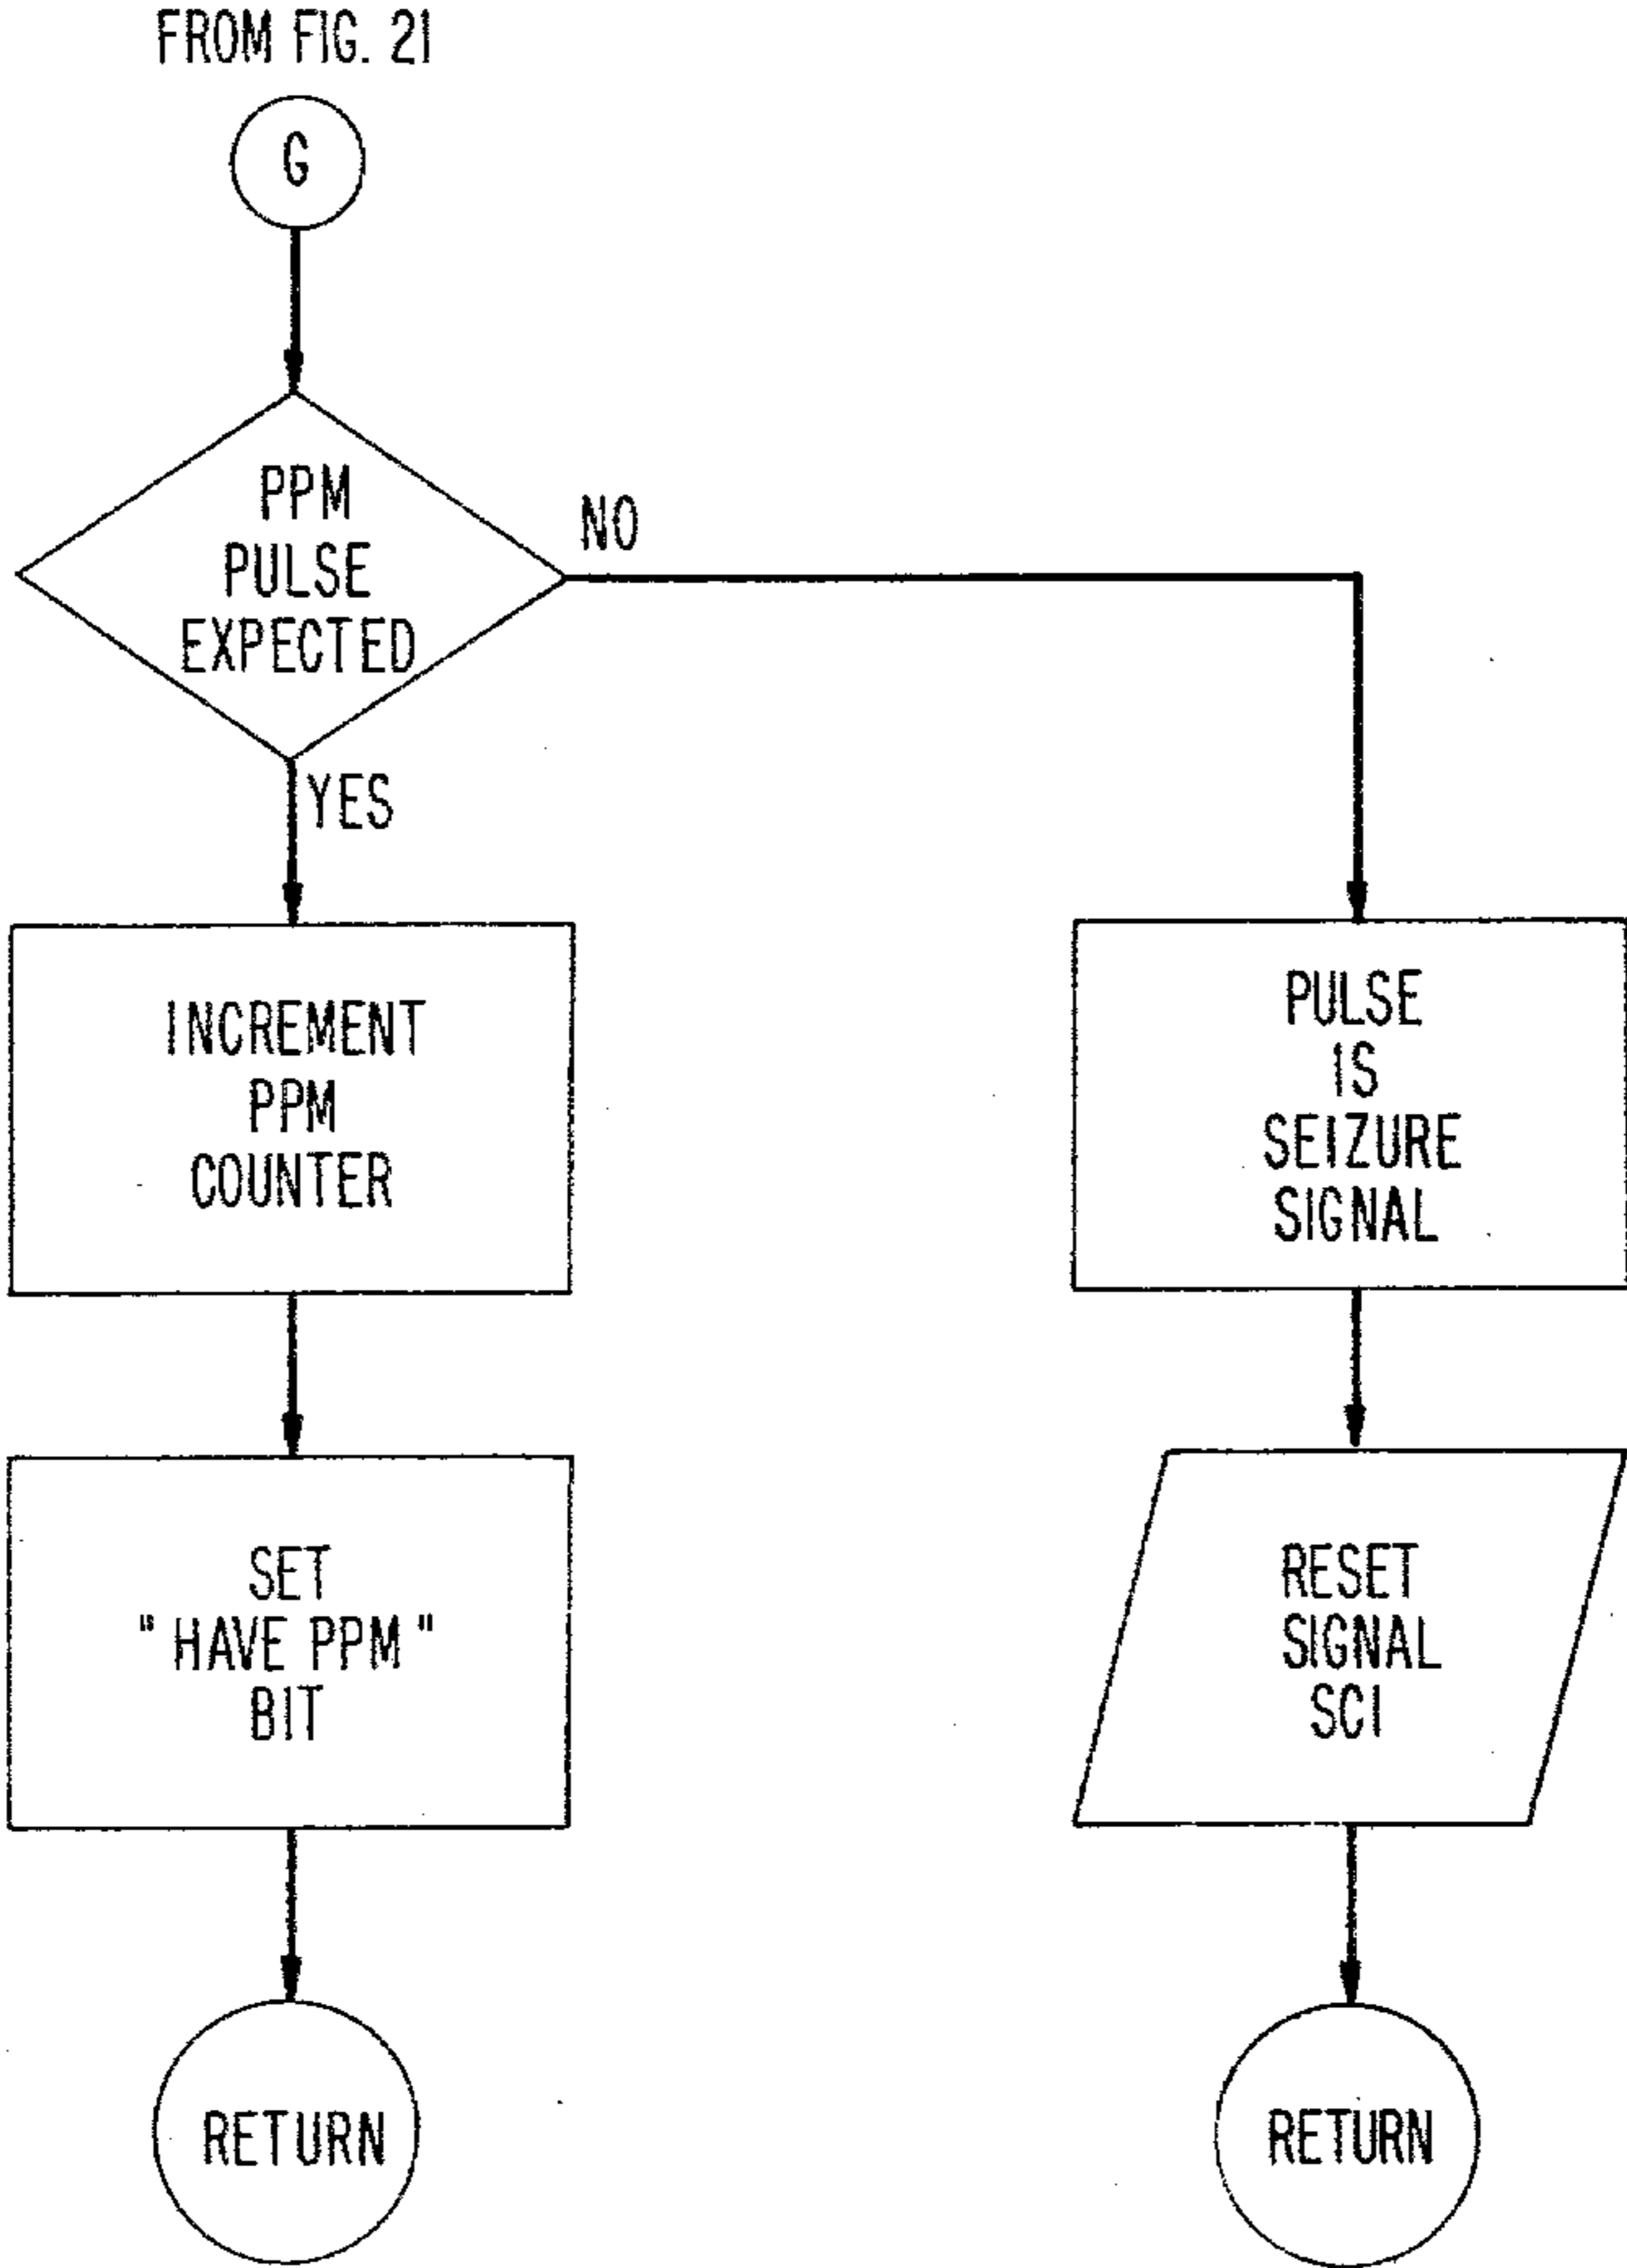 FROM FIG. 21
G
PPM
PULSE
EXPECTED
NO
YES
INCREMENT
PPM
COUNTER
PULSE
IS
SEIZURE
SIGNAL
SET
"HAVE PPM"
BIT
RESET
SIGNAL
SCI
RETURN
RETURN